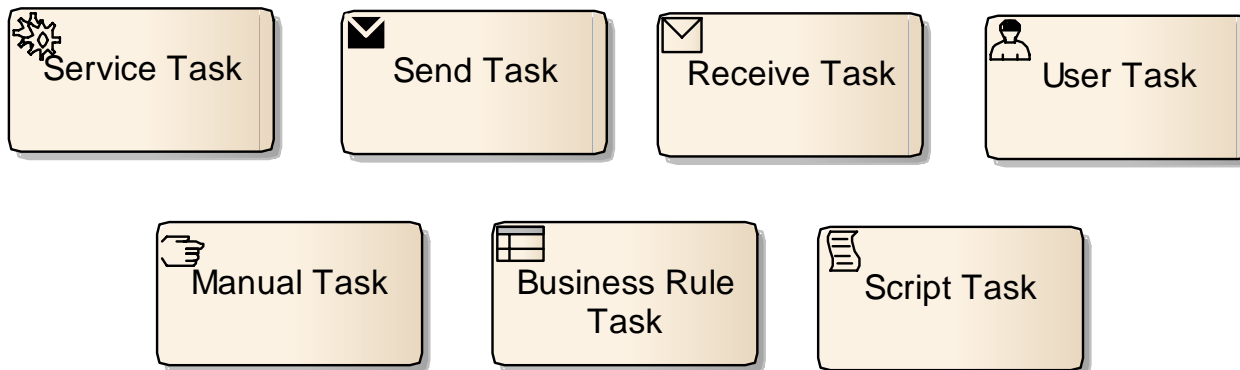 Service Task
Send Task
Receive Task
User Task
Manual Task
Business Rule
Task
Script Task